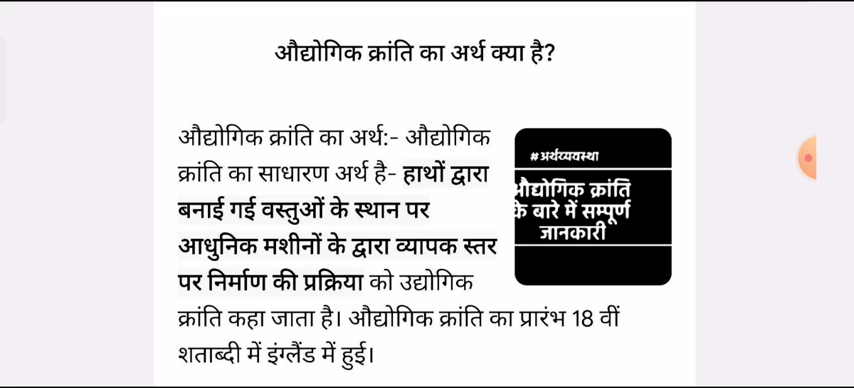 औद्योगिक क्रांति का अर्थ क्या है?
औद्योगिक क्रांति का अर्थ:- औद्योगिक
क्रांति का साधारण अर्थ है- हाथों द्वारा
बनाई गई वस्तुओं के स्थान पर
आधुनिक मशीनों के द्वारा व्यापक स्तर
पर निर्माण की प्रक्रिया को उद्योगिक
क्रांति कहा जाता है। औद्योगिक क्रांति का प्रारंभ 18 वीं
शताब्दी में इंग्लैंड में हुई।
#अर्थव्यवस्था
औद्योगिक क्रांति
के बारे में सम्पूर्ण
जानकारी